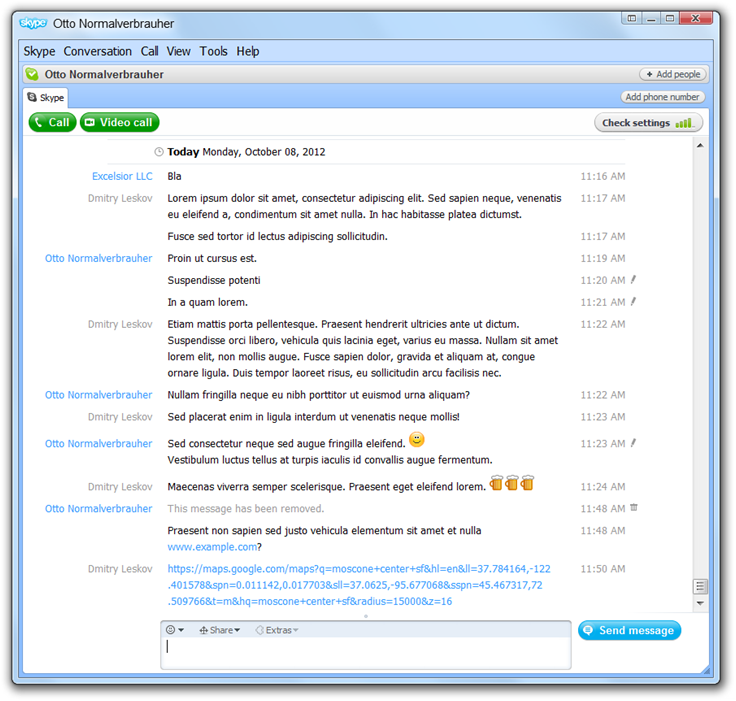 skype Otto Normalverbrauher
Skype Conversation Call View Tools Help
Otto Normalverbrauher + Add people
Skype Add phone number
Call Video call Check settings
Today Monday, October 08, 2012
Excelsior LLC Bla 11:16 AM
Dmitry Leskov Lorem ipsum dolor sit amet, consectetur adipiscing elit. Sed sapien neque, venenatis 11:17 AM
eu eleifend a, condimentum sit amet nulla. In hac habitasse platea dictumst.
Fusce sed tortor id lectus adipiscing sollicitudin. 11:17 AM
Otto Normalverbrauher Proin ut cursus est. 11:19 AM
Suspendisse potenti 11:20 AM
In a quam lorem. 11:21 AM
Dmitry Leskov Etiam mattis porta pellentesque. Praesent hendrerit ultricies ante ut dictum. 11:22 AM
Suspendisse orci libero, vehicula quis lacinia eget, varius eu massa. Nullam sit amet
lorem elit, non mollis augue. Fusce sapien dolor, gravida et aliquam at, congue
ornare ligula. Duis tempor laoreet risus, eu sollicitudin arcu facilisis nec.
Otto Normalverbrauher Nullam fringilla neque eu nibh porttitor ut euismod urna aliquam? 11:22 AM
Dmitry Leskov Sed placerat enim in ligula interdum ut venenatis neque mollis! 11:23 AM
Otto Normalverbrauher Sed consectetur neque sed augue fringilla eleifend. 11:23 AM
Vestibulum luctus tellus at turpis iaculis id convallis augue fermentum.
Dmitry Leskov Maecenas viverra semper scelerisque. Praesent eget eleifend lorem. 11:24 AM
Otto Normalverbrauher This message has been removed. 11:48 AM
Praesent non sapien sed justo vehicula elementum sit amet et nulla 11:48 AM
www.example.com?
Dmitry Leskov https://maps.google.com/maps?q=moscone+center+sf&hl=en&ll=37.784164,-122 11:50 AM
.401578&spn=0.011142,0.017703&sll=37.0625,-95.677068&sspn=45.467317,72
.509766&t=m&hq=moscone+center+sf&radius=15000&z=16
Share Extras Send message